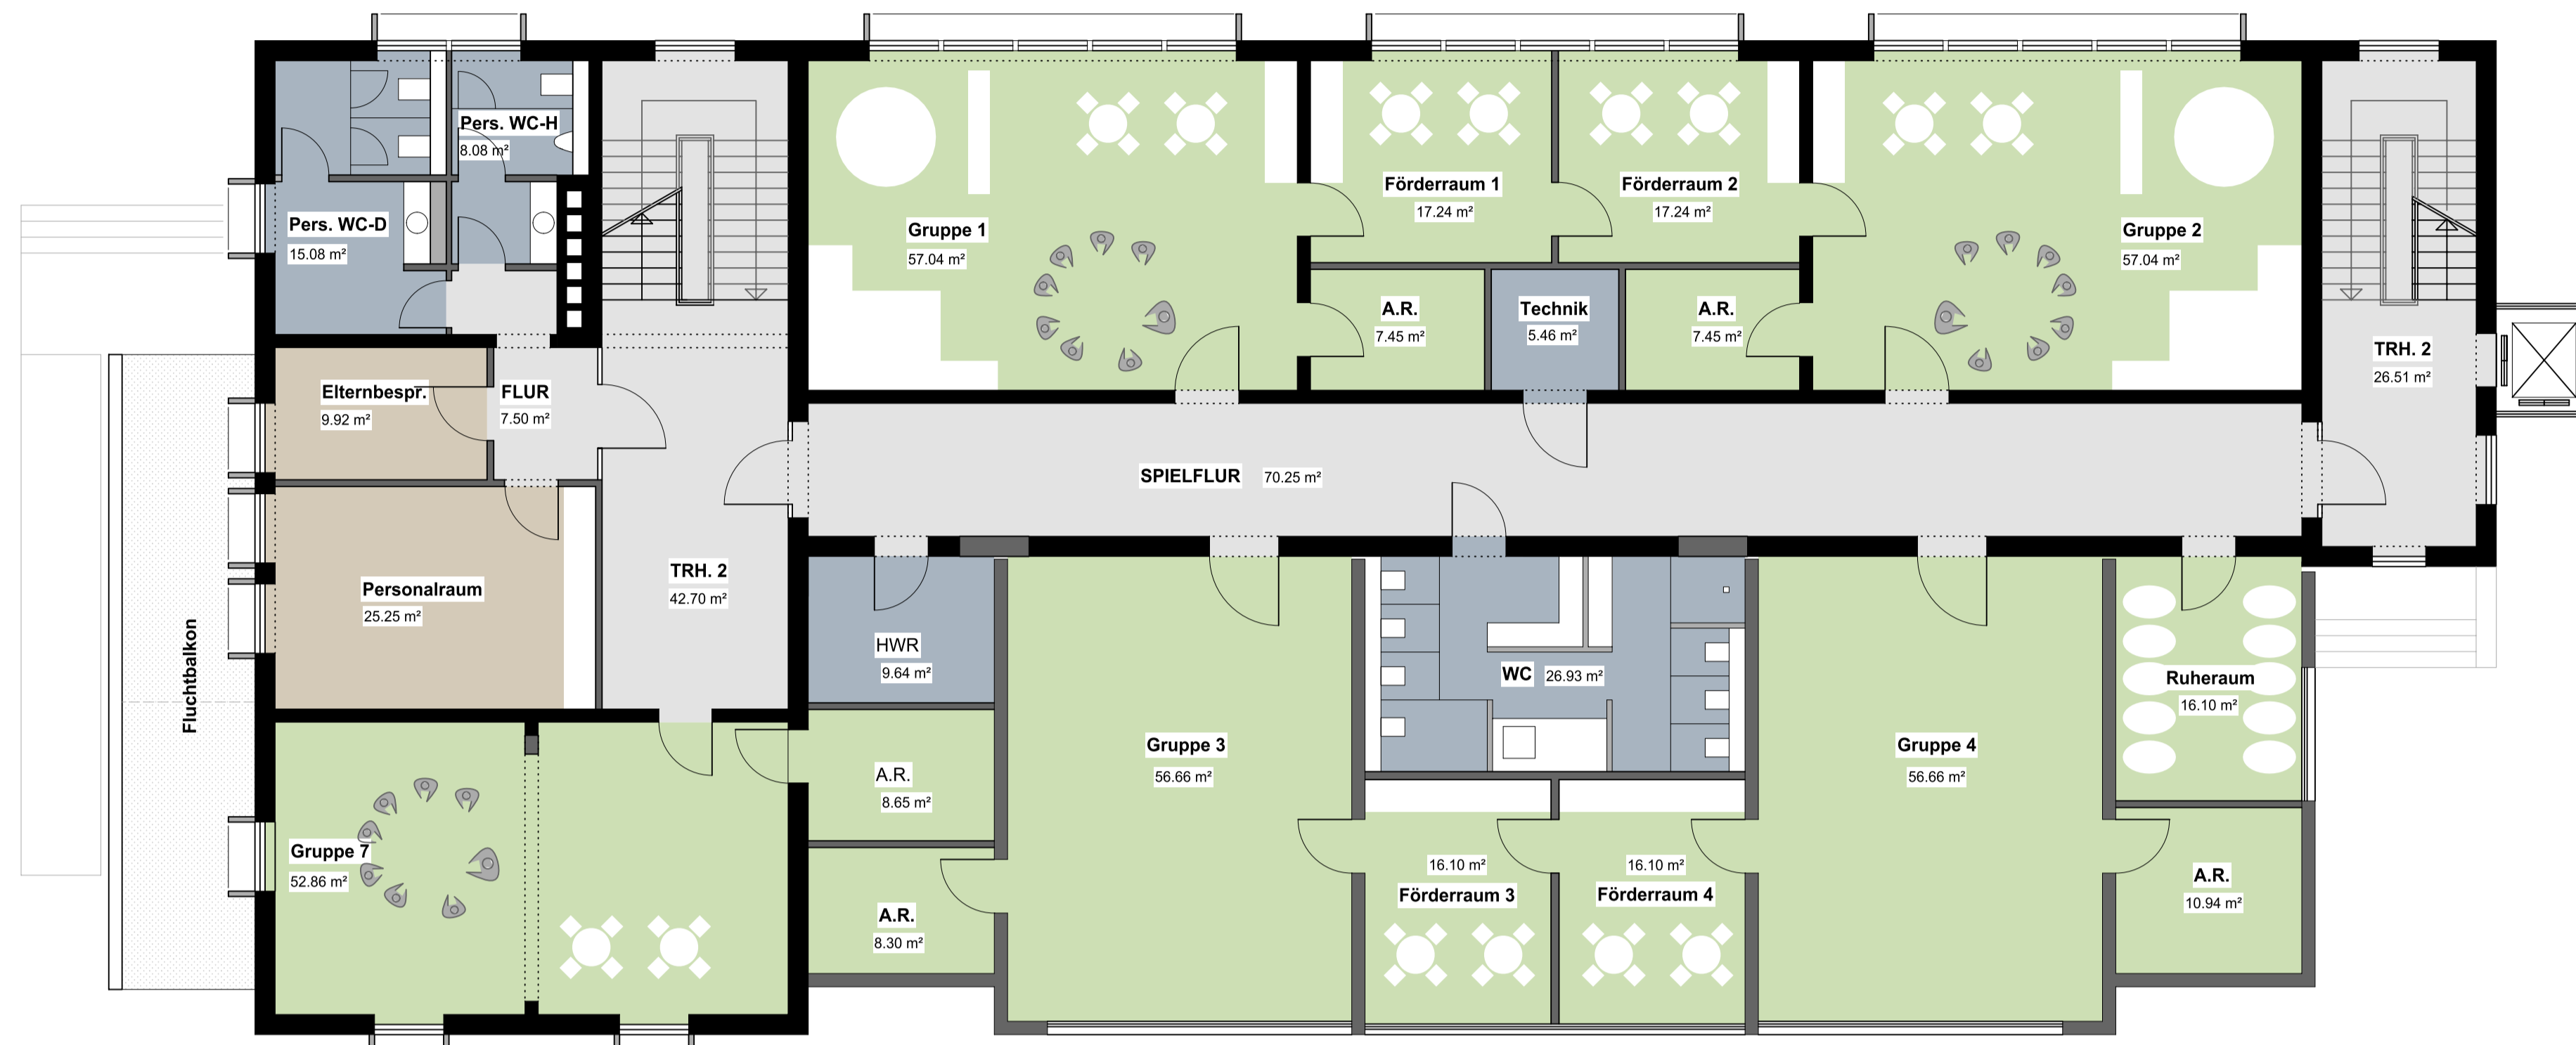 Pers. WC-H
8.08 m²
Pers. WC-D
15.08 m²
Gruppe 1
57.04 m²
Förderraum 1
17.24 m²
Förderraum 2
17.24 m²
Gruppe 2
57.04 m²
A.R.
7.45 m²
Technik
5.46 m²
A.R.
7.45 m²
TRH. 2
26.51 m²
Elternbespr.
9.92 m²
FLUR
7.50 m²
SPIELFLUR 70.25 m²
Personalraum
25.25 m²
TRH. 2
42.70 m²
Fluchtbalkon
HWR
9.64 m²
WC 26.93 m²
Ruheraum
16.10 m²
Gruppe 3
56.66 m²
Gruppe 4
56.66 m²
A.R.
8.65 m²
Gruppe 7
52.86 m²
16.10 m²
Förderraum 3
16.10 m²
Förderraum 4
A.R.
10.94 m²
A.R.
8.30 m²